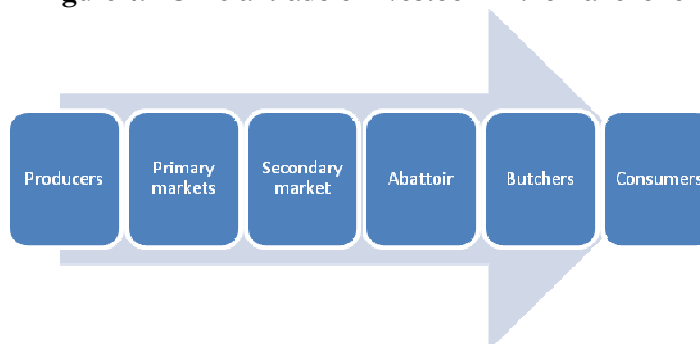 Producers
Primary
markets
Secondary
market
Abattoir
Butchers
Consumers